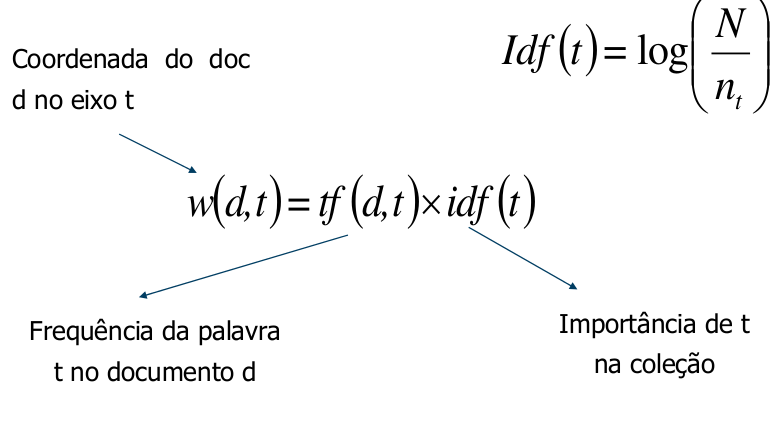 Coordenada do doc
d no eixo t
Idf(t) = log(N/n_t)
w(d,t) = tf(d,t) × idf(t)
Frequência da palavra
t no documento d
Importância de t
na coleção